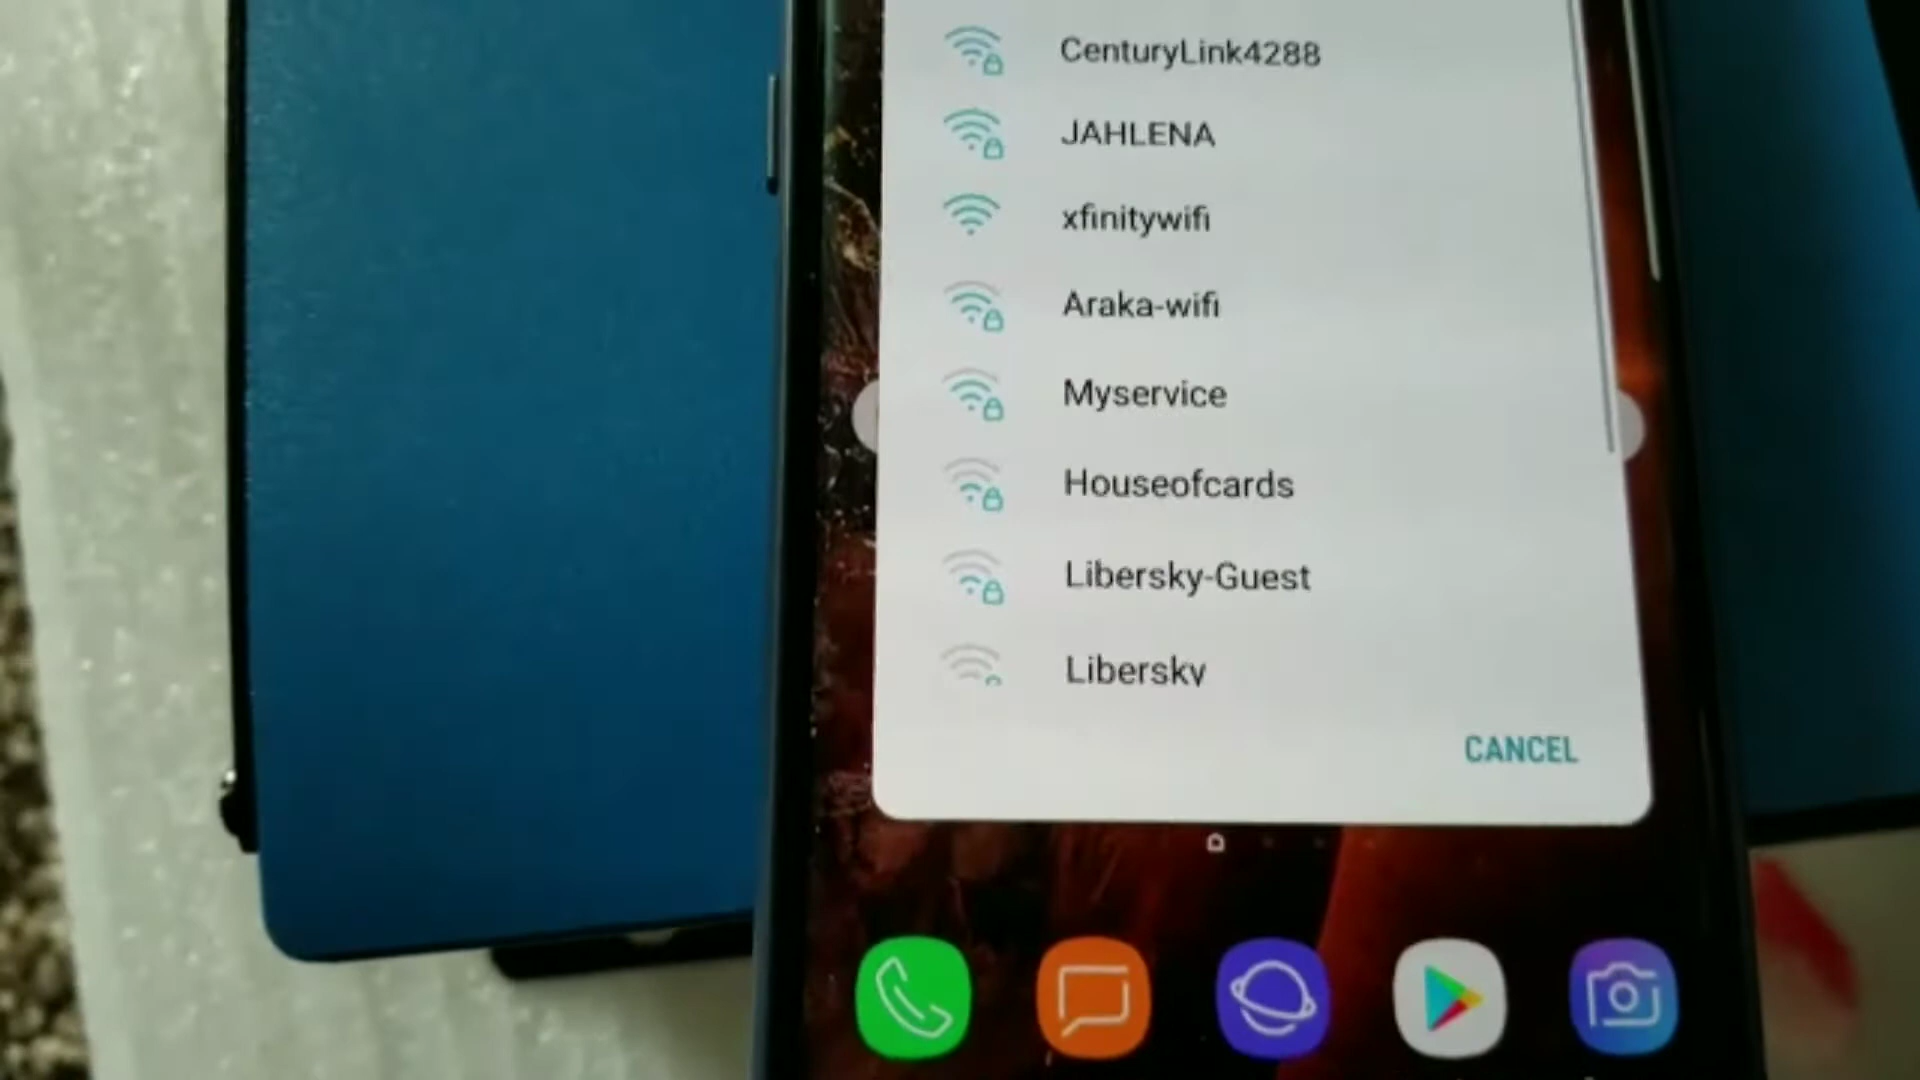 CenturyLink4288
JAHLENA
xfinitywifi
Araka-wifi
Myservice
Houseofcards
Libersky-Guest
Libersky
CANCEL